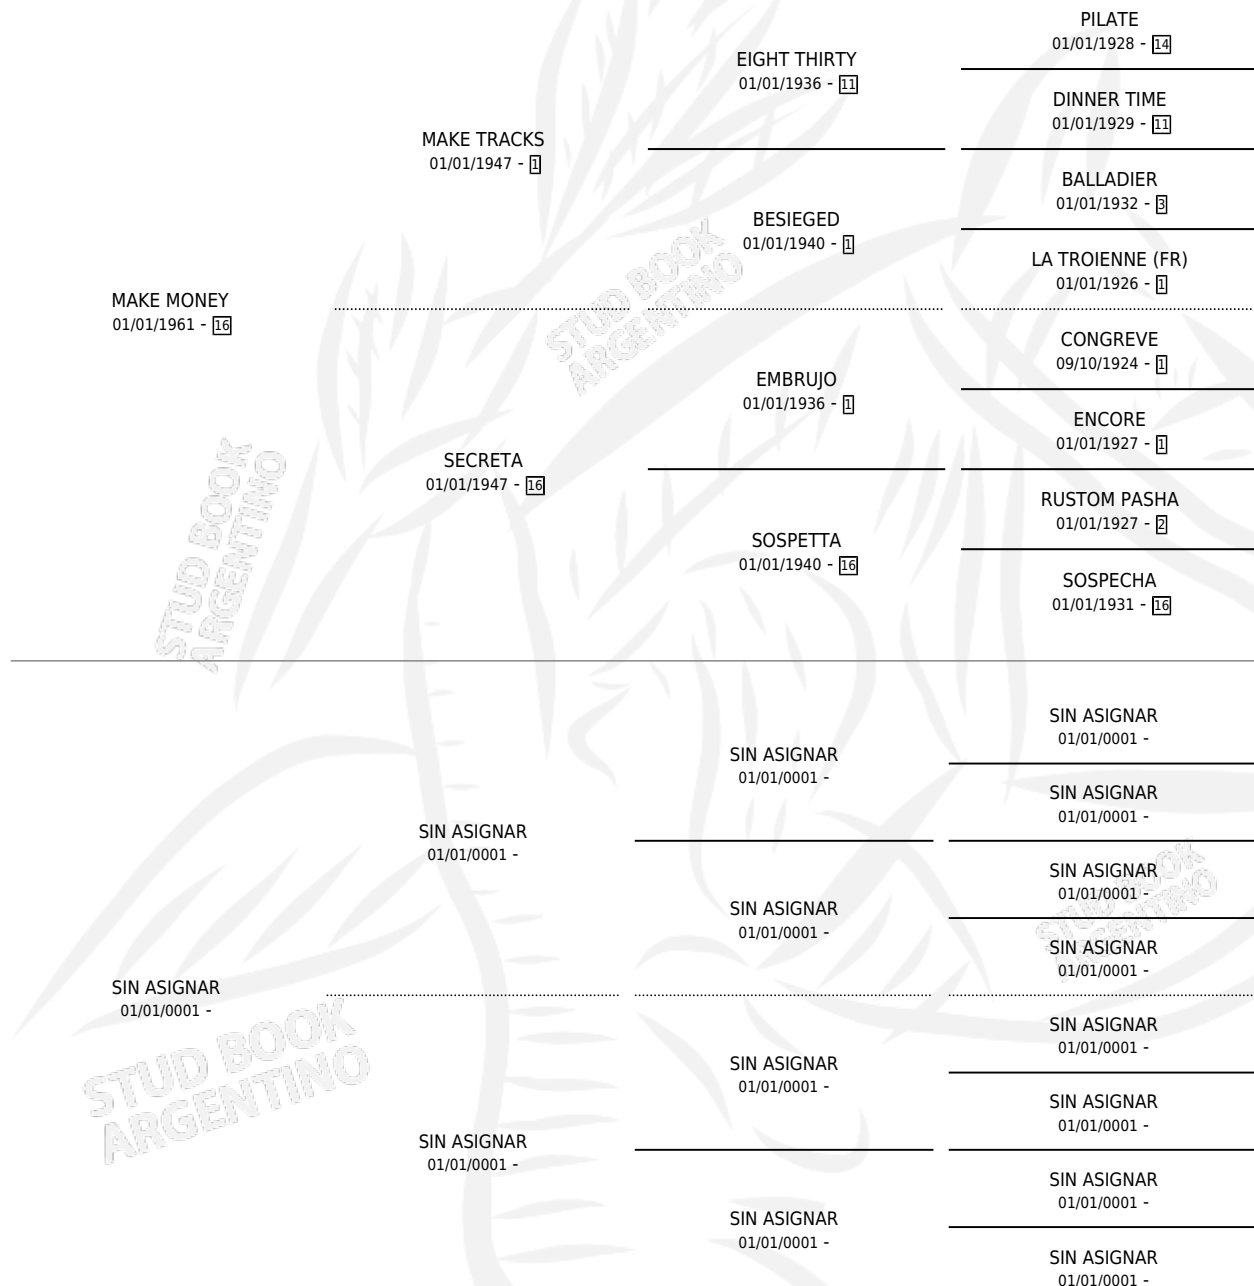 PILATE
01/01/1928 - 14
EIGHT THIRTY
01/01/1936 - 11
DINNER TIME
01/01/1929 - 11
MAKE TRACKS
01/01/1947 - 1
BALLADIER
01/01/1932 - 3
BESIEGED
01/01/1940 - 1
LA TROIENNE (FR)
01/01/1926 - 1
MAKE MONEY
01/01/1961 - 16
STUD BOOK
ARGENTINO
CONGREVE
09/10/1924 - 1
EMBRUJO
01/01/1936 - 1
ENCORE
01/01/1927 - 1
SECRETA
01/01/1947 - 16
RUSTOM PASHA
01/01/1927 - 2
SOSPETTA
01/01/1940 - 16
SOSPECHA
01/01/1931 - 16
STUD BOOK
ARGENTINO
SIN ASIGNAR
01/01/0001 -
SIN ASIGNAR
01/01/0001 -
SIN ASIGNAR
01/01/0001 -
SIN ASIGNAR
01/01/0001 -
SIN ASIGNAR
01/01/0001 -
SIN ASIGNAR
01/01/0001 -
SIN ASIGNAR
01/01/0001 -
STUD BOOK
ARGENTINO
SIN ASIGNAR
01/01/0001 -
SIN ASIGNAR
01/01/0001 -
SIN ASIGNAR
01/01/0001 -
SIN ASIGNAR
01/01/0001 -
SIN ASIGNAR
01/01/0001 -
SIN ASIGNAR
01/01/0001 -
SIN ASIGNAR
01/01/0001 -
SIN ASIGNAR
01/01/0001 -
STUD BOOK
ARGENTINO